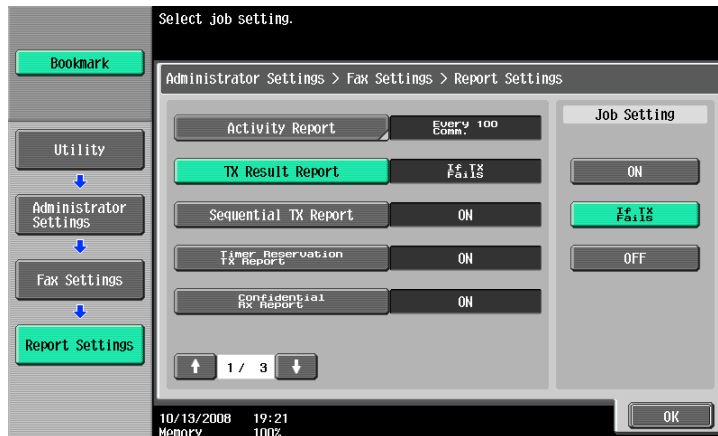 Select job setting.
Bookmark
Administrator Settings > Fax Settings > Report Settings
Activity Report
Every 100
Comm.
Job Setting
Utility
TX Result Report
If TX
Fails
ON
Administrator
Settings
Sequential TX Report
ON
If TX
Fails
Timer Reservation
TX Report
ON
OFF
Fax Settings
Confidential
Rx Report
ON
Report Settings
1/ 3
10/13/2008 19:21
Memory 100%
OK